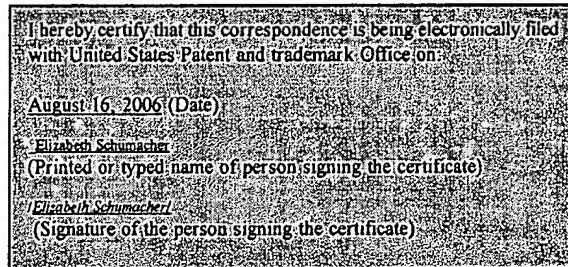 I hereby certify that this correspondence is being electronically filed
with United States Patent and trademark Office on:
August 16, 2006 (Date)
Elizabeth Schumacher
(Printed or typed name of person signing the certificate)
/Elizabeth Schumacher/
(Signature of the person signing the certificate)